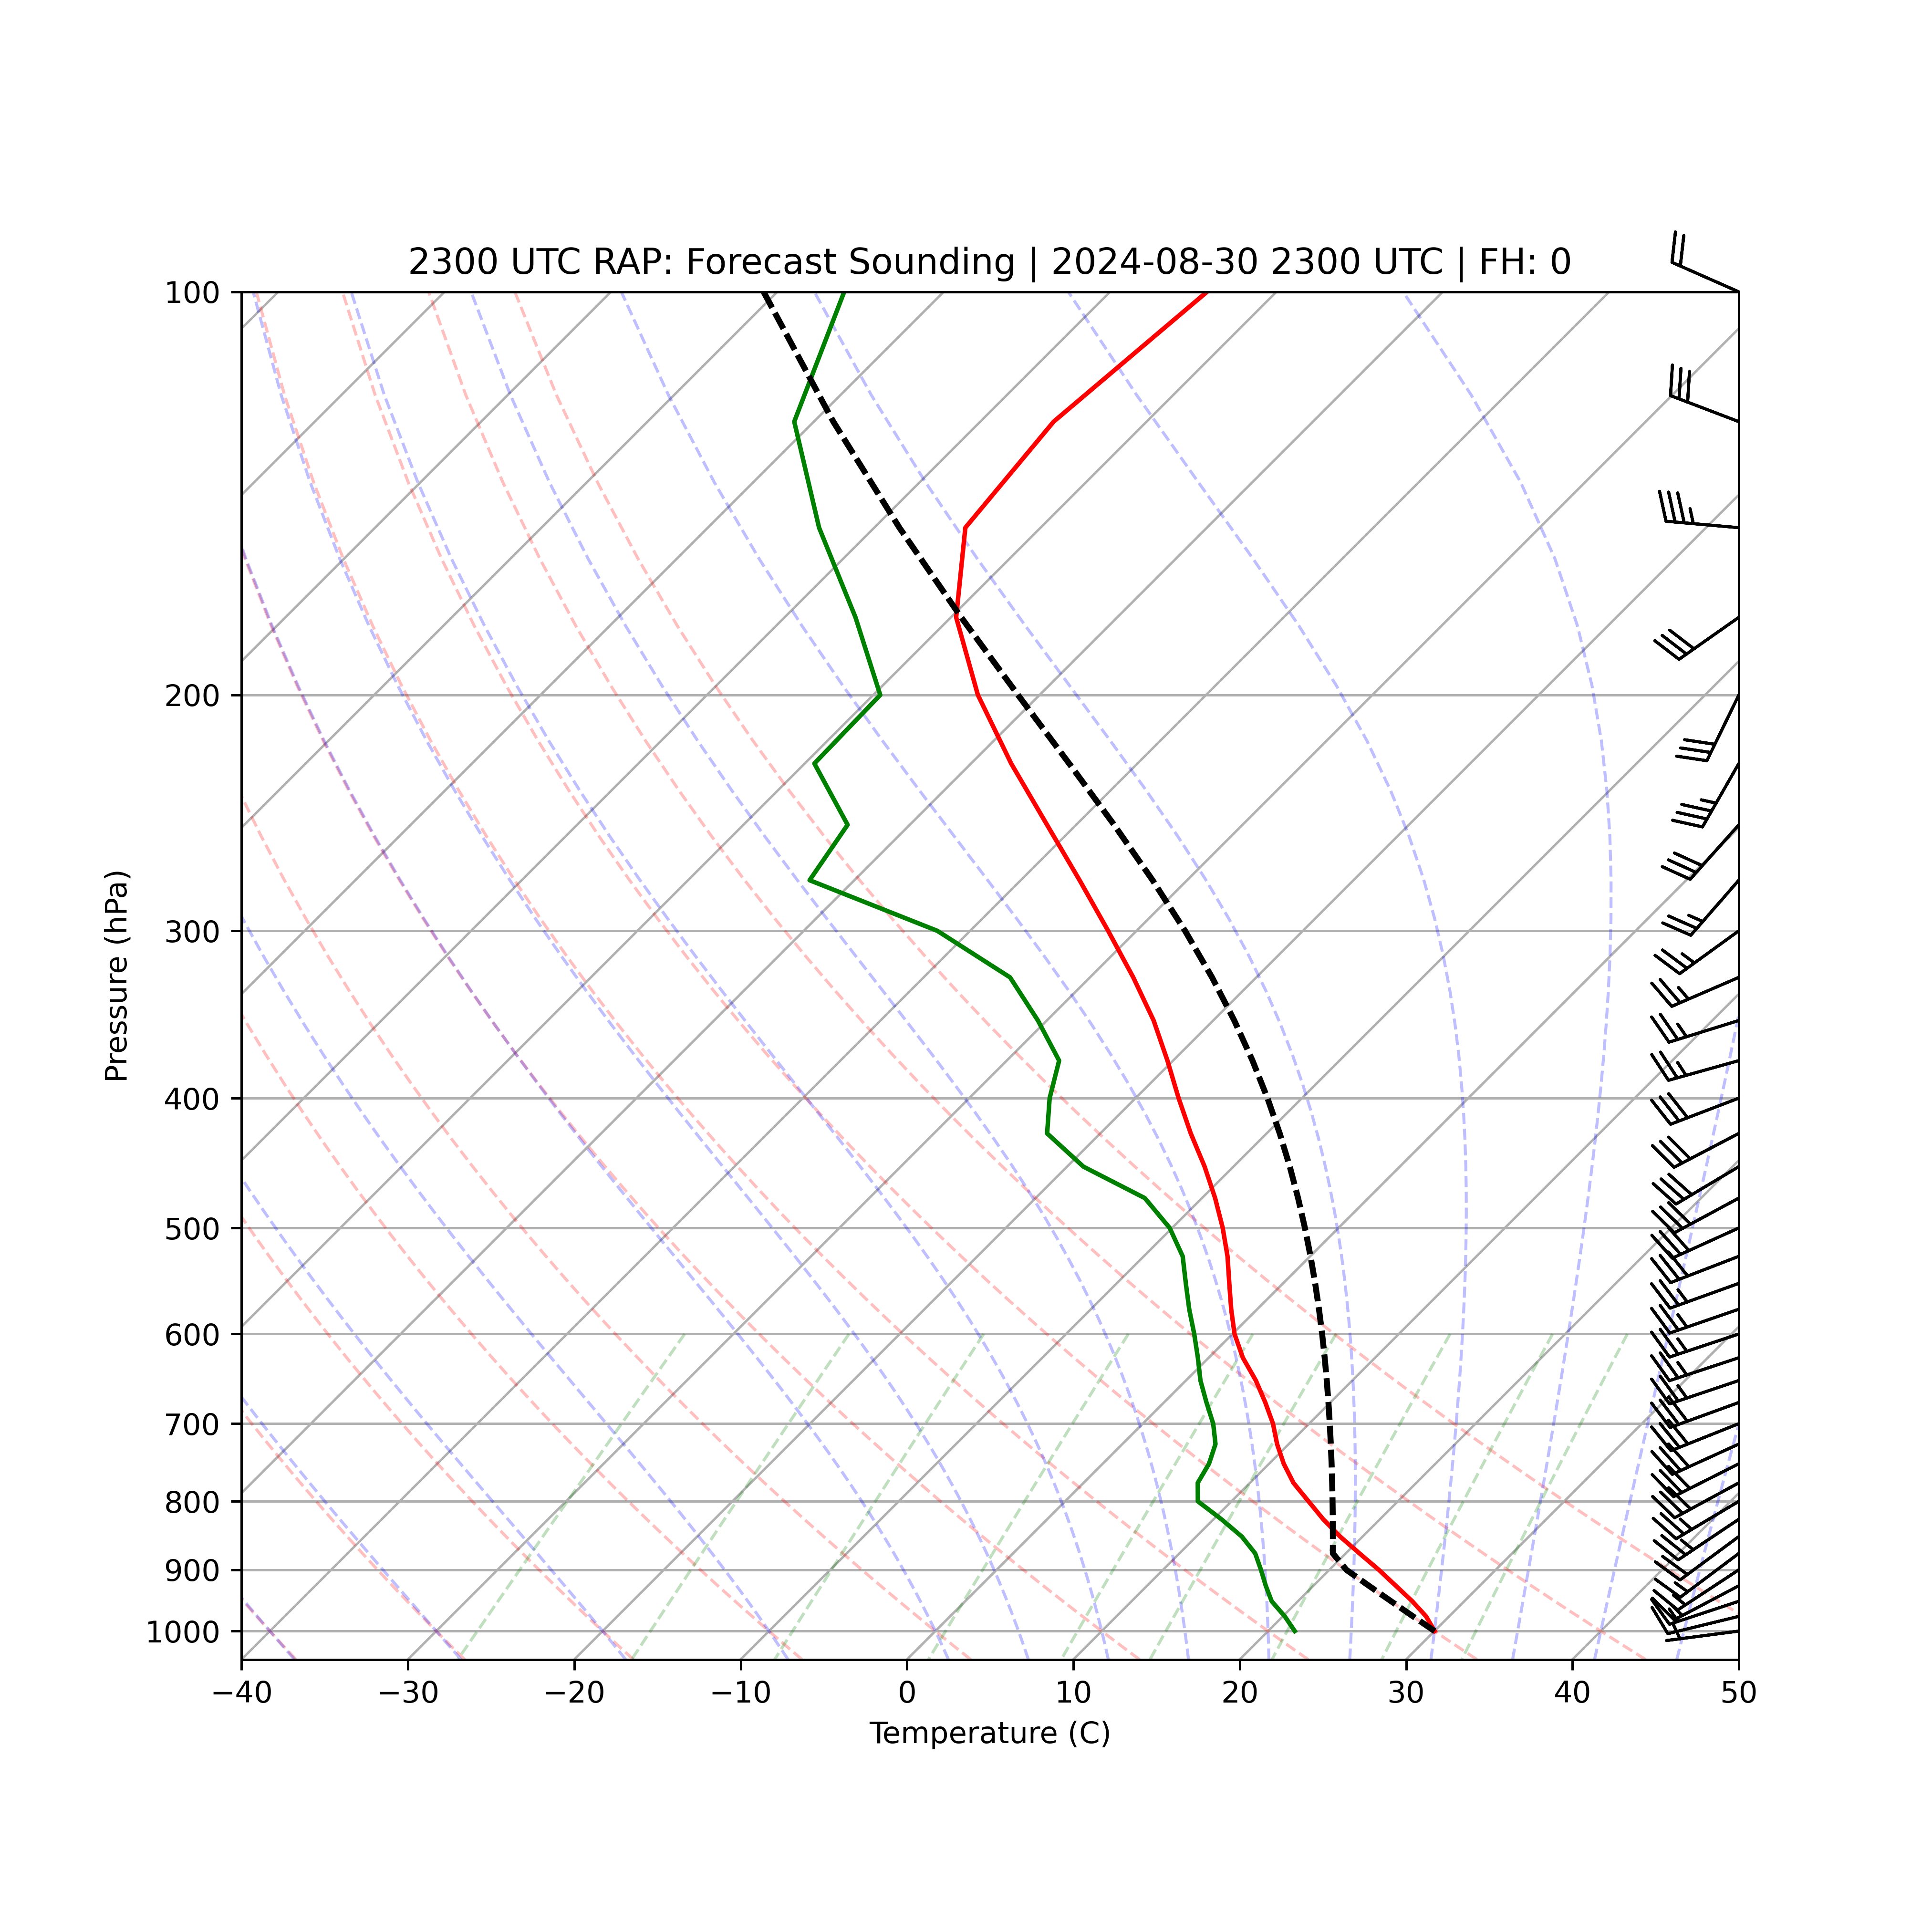 2300 UTC RAP: Forecast Sounding | 2024-08-30 2300 UTC | FH: 0
100
200
300
400
500
600
700
800
900
1000
Pressure (hPa)
−40 −30 −20 −10 0 10 20 30 40 50
Temperature (C)